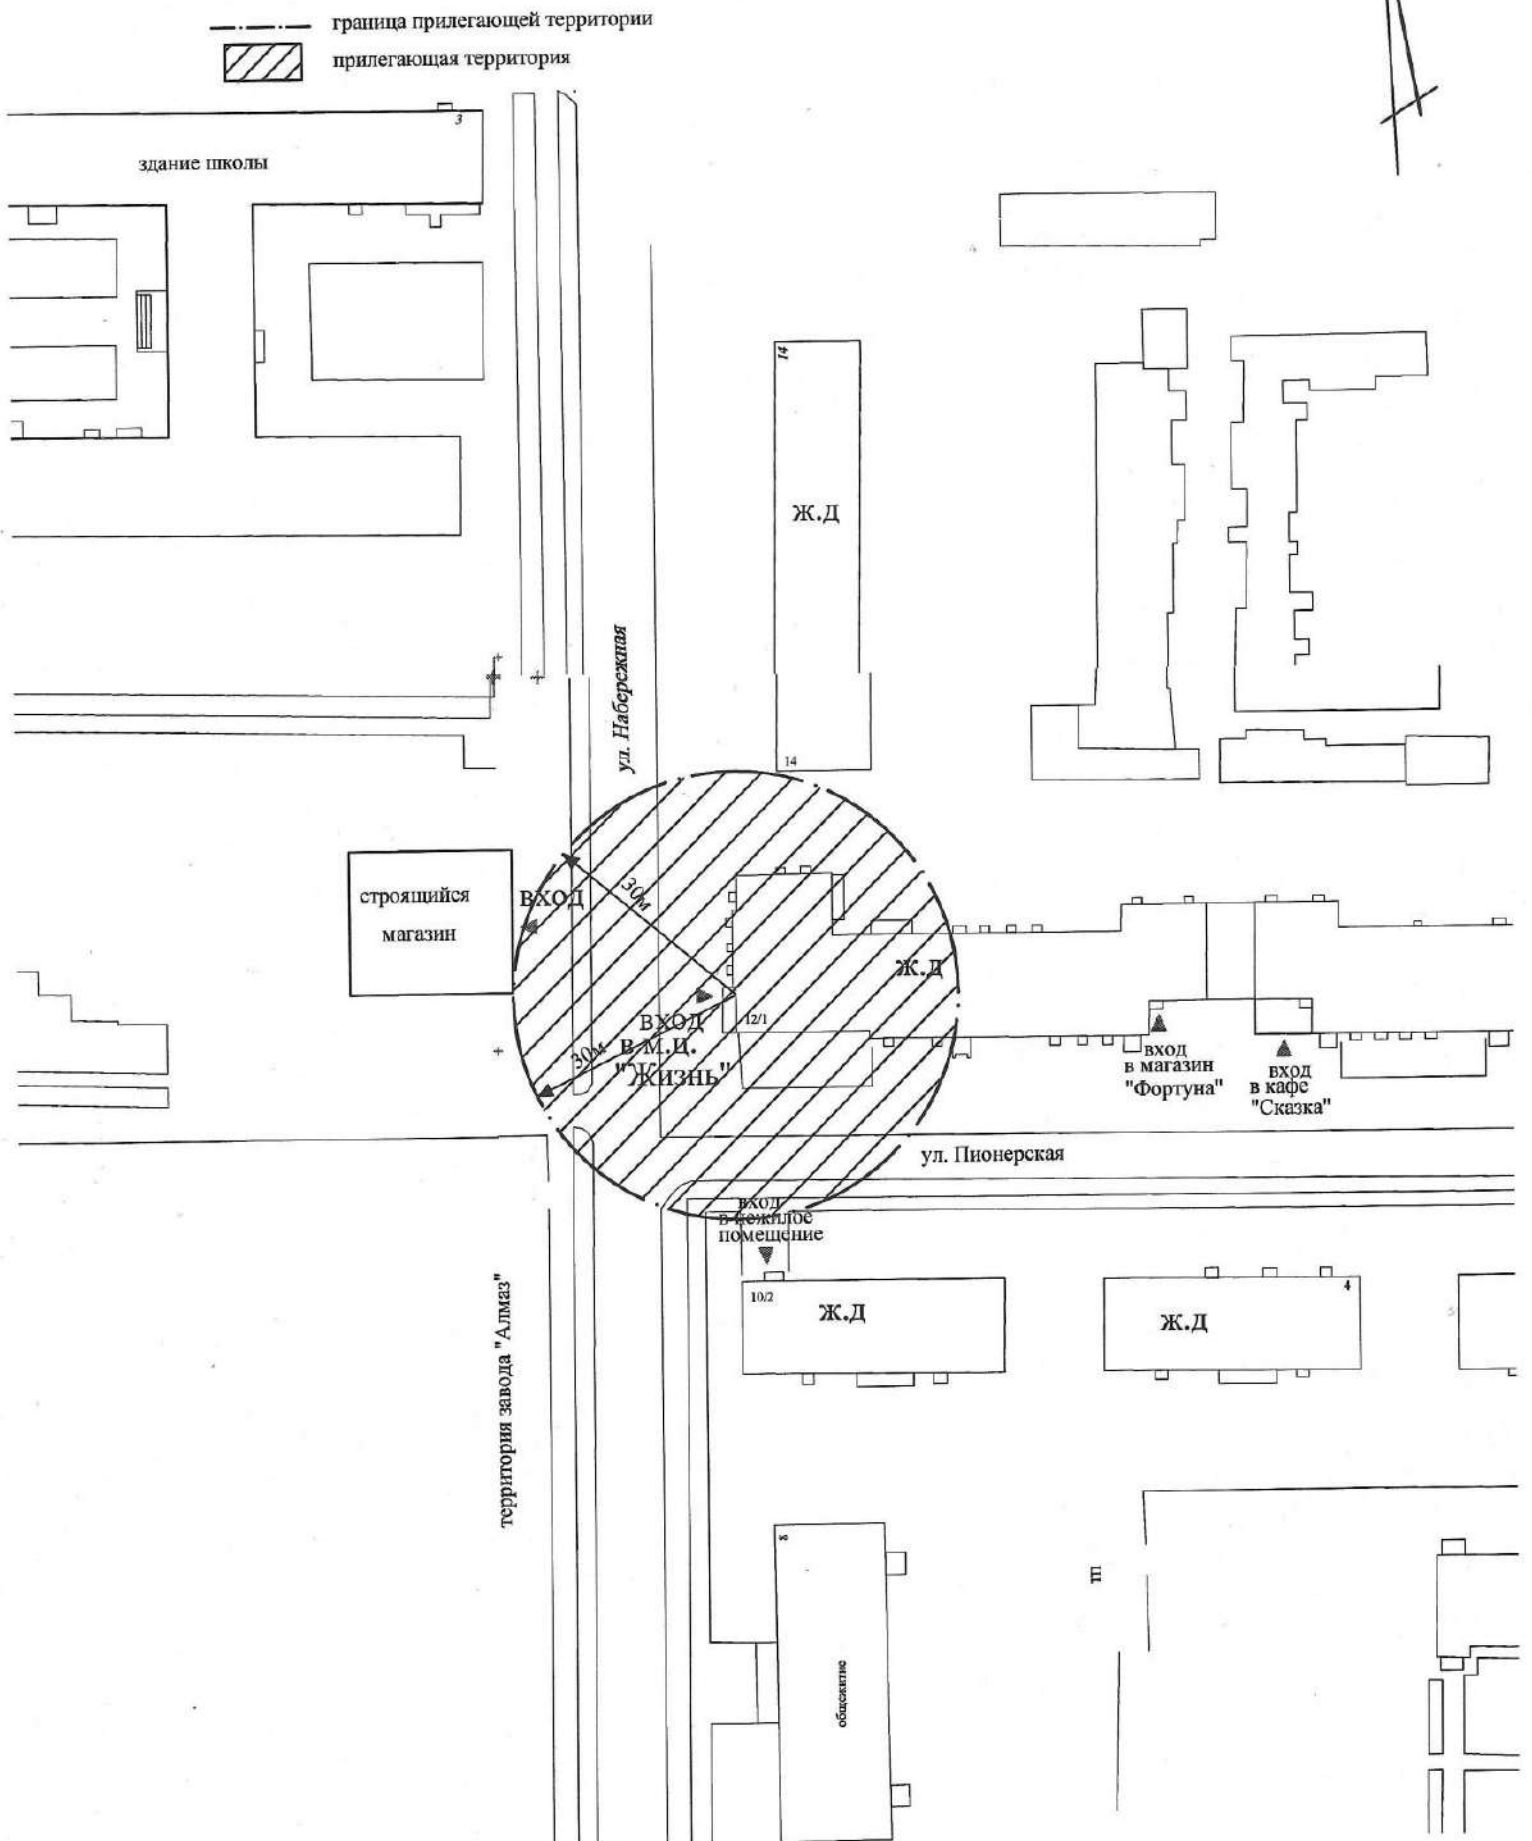 граница прилегающей территории
прилегающая территория
3
здание школы
14
Ж.Д
ул. Набережная
14
строящийся
магазин
ВХОД
30м
Ж.Д
12/1
ВХОД
В М.Ц.
"ЖИЗНЬ"
30м
вход
в магазин
"Фортуна"
вход
в кафе
"Сказка"
ул. Пионерская
вход
в нежилое
помещение
10/2
Ж.Д
4
Ж.Д
территория завода "Алмаз"
8
общежитие